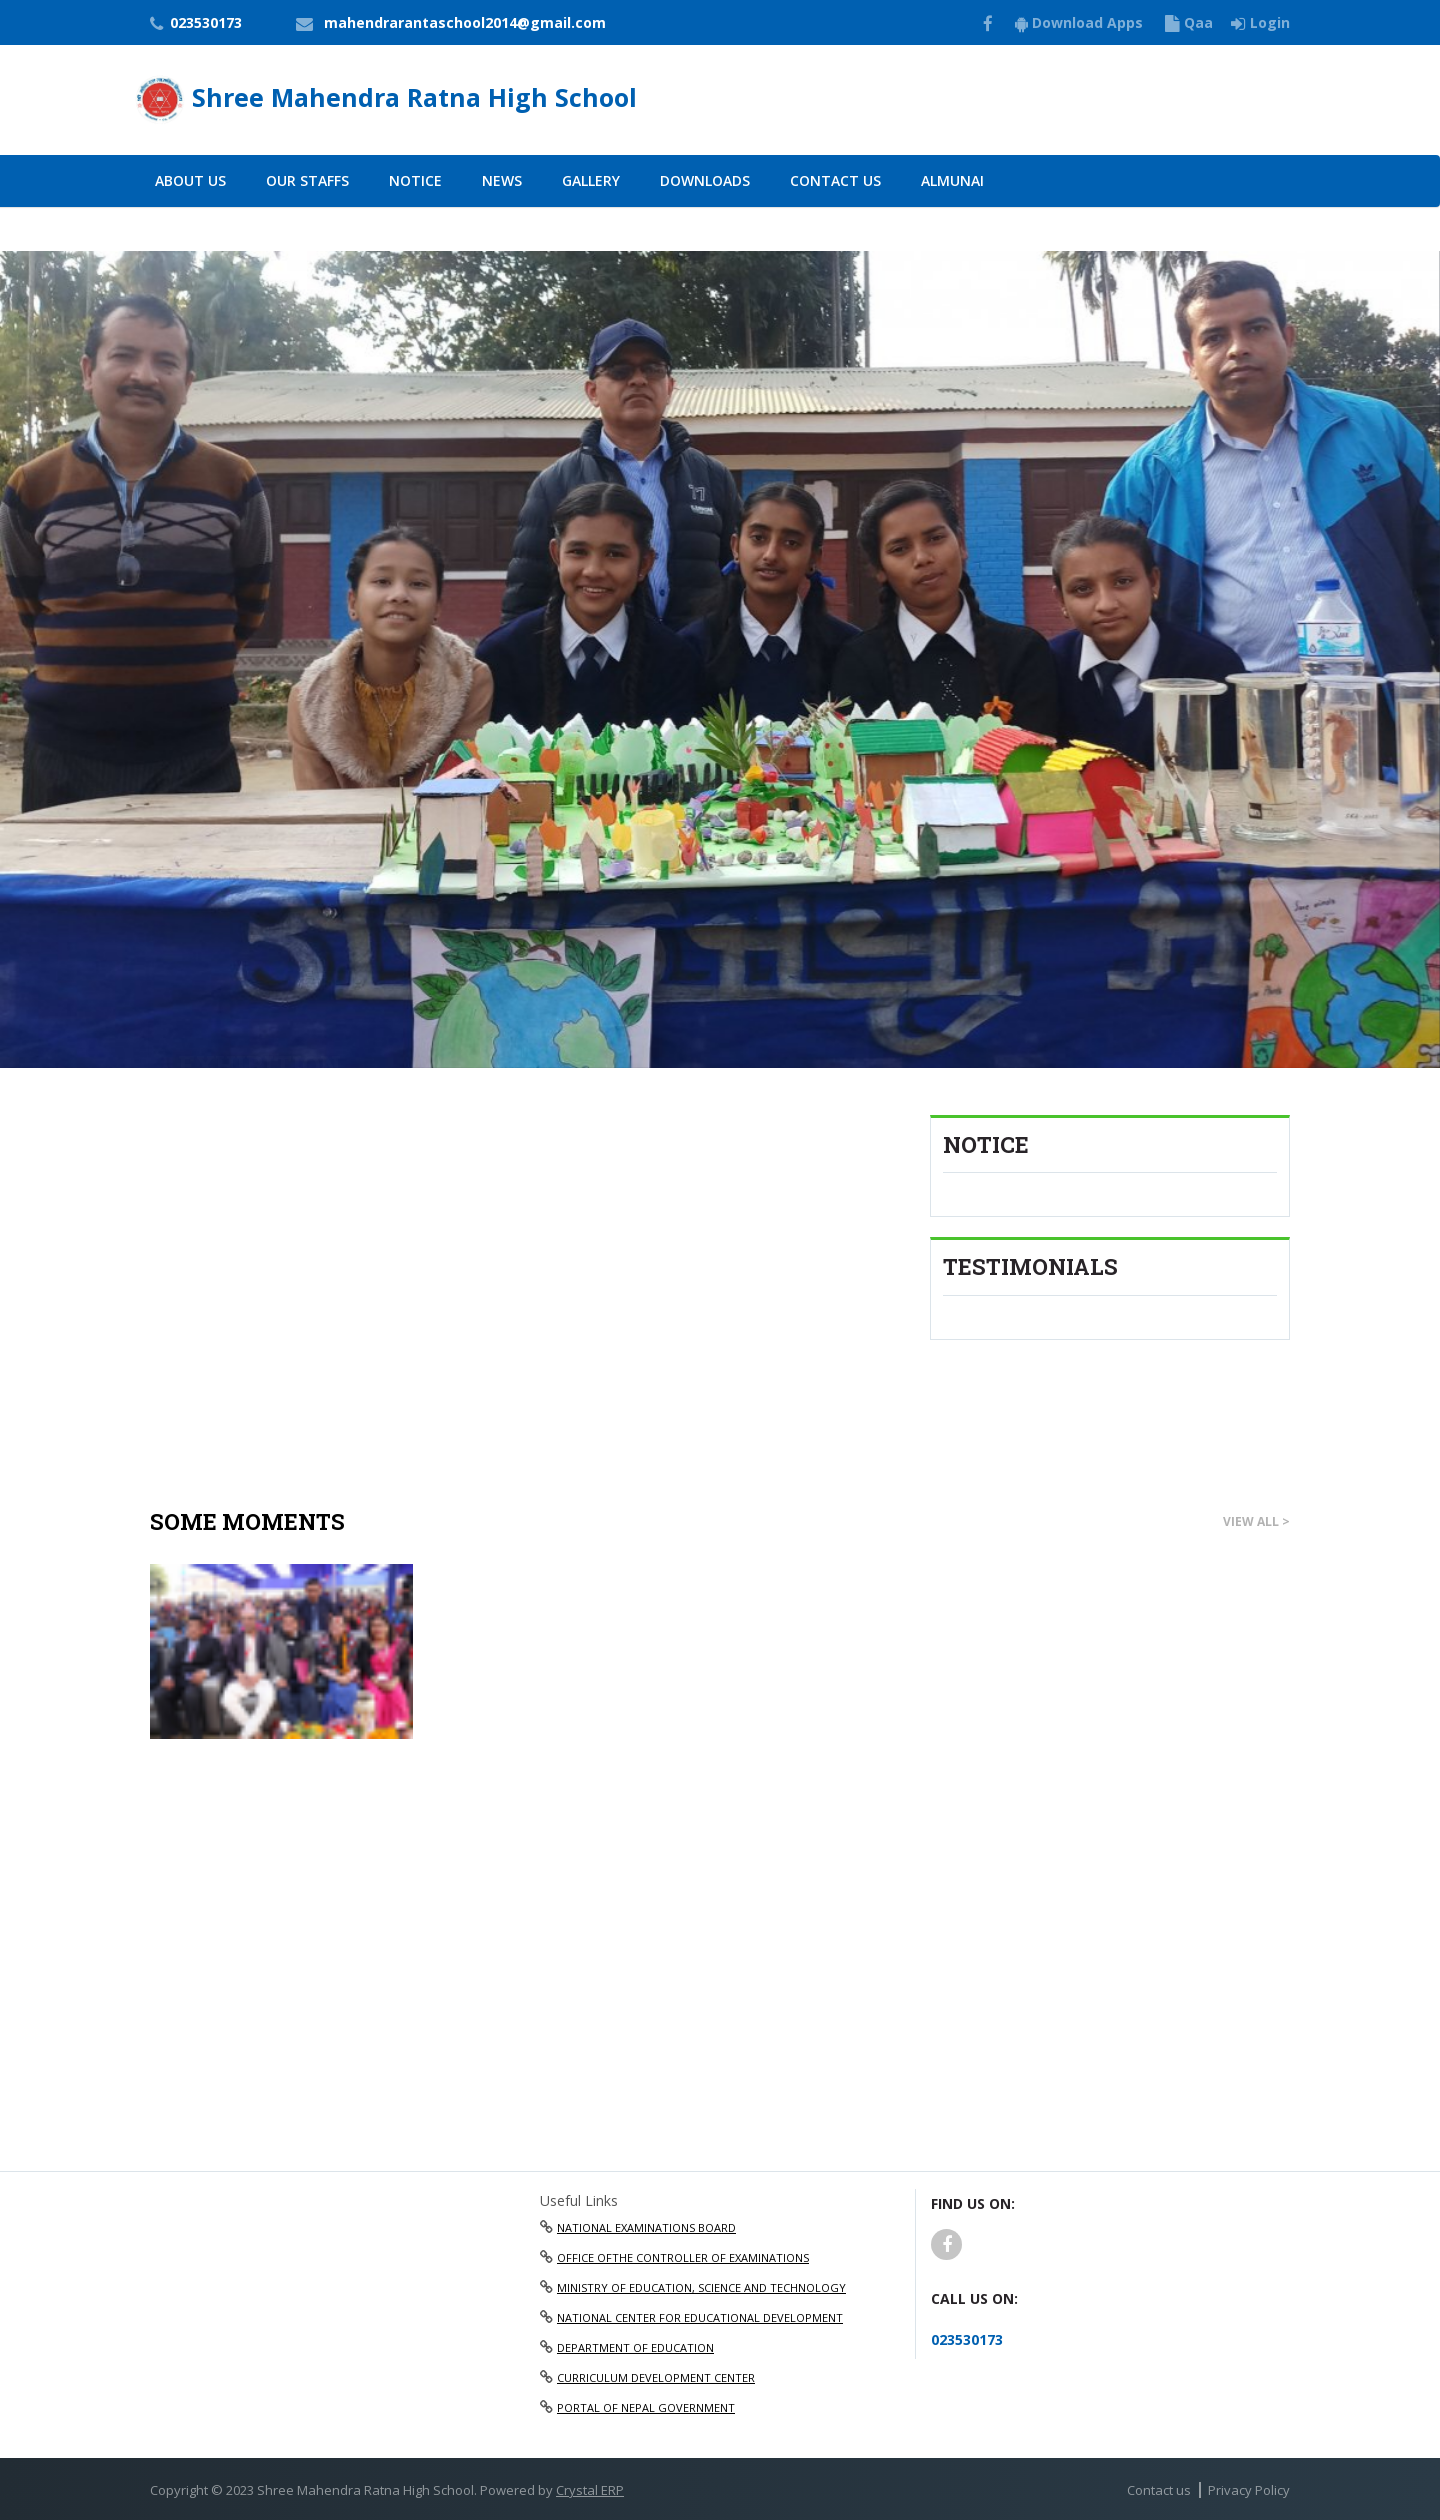 023530173 mahendrarantaschool2014@gmail.com Download Apps Qaa Login
Shree Mahendra Ratna High School
ABOUT US OUR STAFFS NOTICE NEWS GALLERY DOWNLOADS CONTACT US ALMUNAI
NOTICE
TESTIMONIALS
SOME MOMENTS VIEW ALL >
Useful Links
NATIONAL EXAMINATIONS BOARD
OFFICE OFTHE CONTROLLER OF EXAMINATIONS
MINISTRY OF EDUCATION, SCIENCE AND TECHNOLOGY
NATIONAL CENTER FOR EDUCATIONAL DEVELOPMENT
DEPARTMENT OF EDUCATION
CURRICULUM DEVELOPMENT CENTER
PORTAL OF NEPAL GOVERNMENT
FIND US ON:
CALL US ON:
023530173
Copyright © 2023 Shree Mahendra Ratna High School. Powered by Crystal ERP Contact us | Privacy Policy